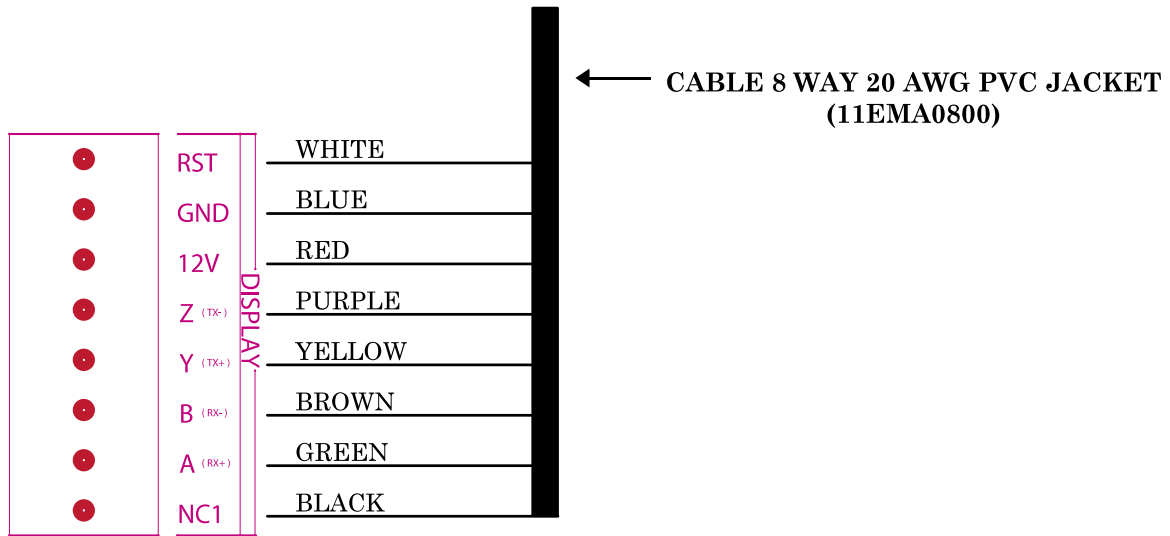 CABLE 8 WAY 20 AWG PVC JACKET
(11EMA0800)
RST WHITE
GND BLUE
12V RED
Z (TX-) PURPLE
Y (TX+) YELLOW
B (RX-) BROWN
A (RX+) GREEN
NC1 BLACK
DISPLAY